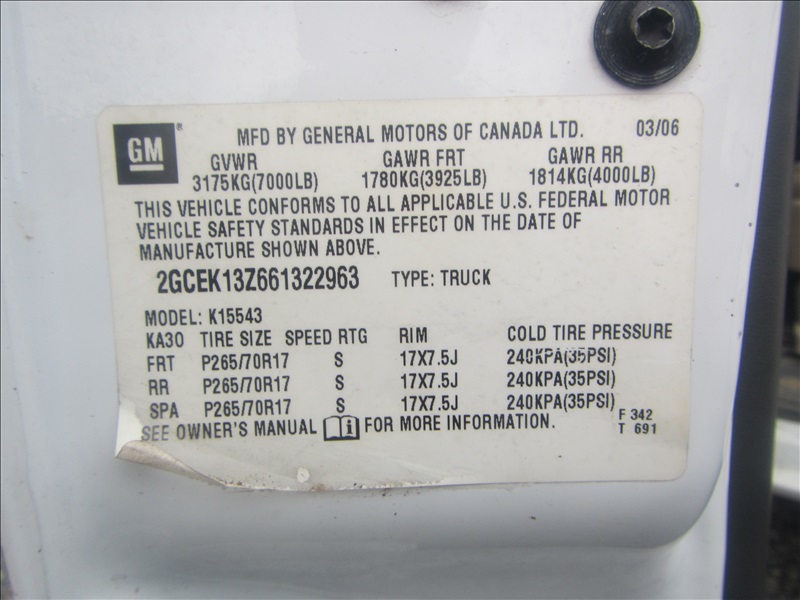 GM ® MFD BY GENERAL MOTORS OF CANADA LTD. 03/06
GVWR GAWR FRT GAWR RR
3175KG(7000LB) 1780KG(3925LB) 1814KG(4000LB)
THIS VEHICLE CONFORMS TO ALL APPLICABLE U.S. FEDERAL MOTOR
VEHICLE SAFETY STANDARDS IN EFFECT ON THE DATE OF
MANUFACTURE SHOWN ABOVE.
2GCEK13Z661322963 TYPE: TRUCK
MODEL: K15543
KA30 TIRE SIZE SPEED RTG RIM COLD TIRE PRESSURE
FRT P265/70R17 S 17X7.5J 240KPA(35PSI)
RR P265/70R17 S 17X7.5J 240KPA(35PSI)
SPA P265/70R17 S 17X7.5J 240KPA(35PSI)
SEE OWNER'S MANUAL i FOR MORE INFORMATION.
F 342
T 691